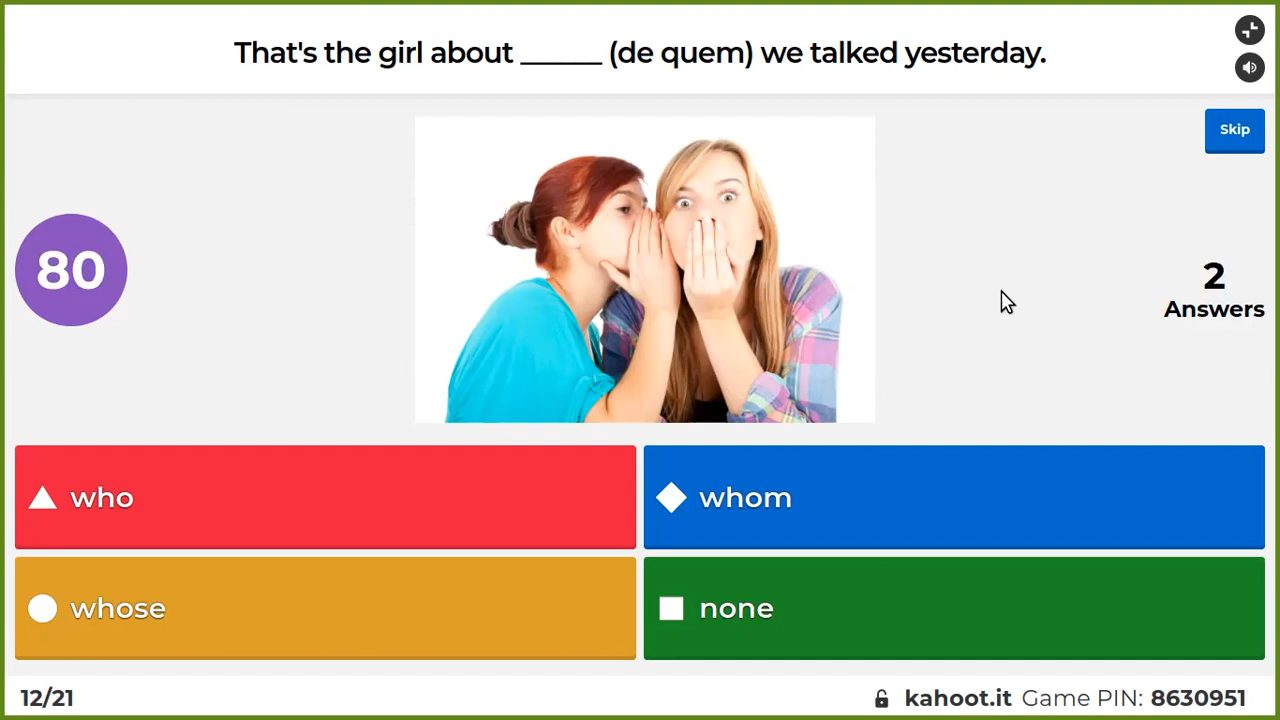 That's the girl about ______ (de quem) we talked yesterday.
Skip
80
2
Answers
who
whom
whose
none
12/21
kahoot.it Game PIN: 8630951